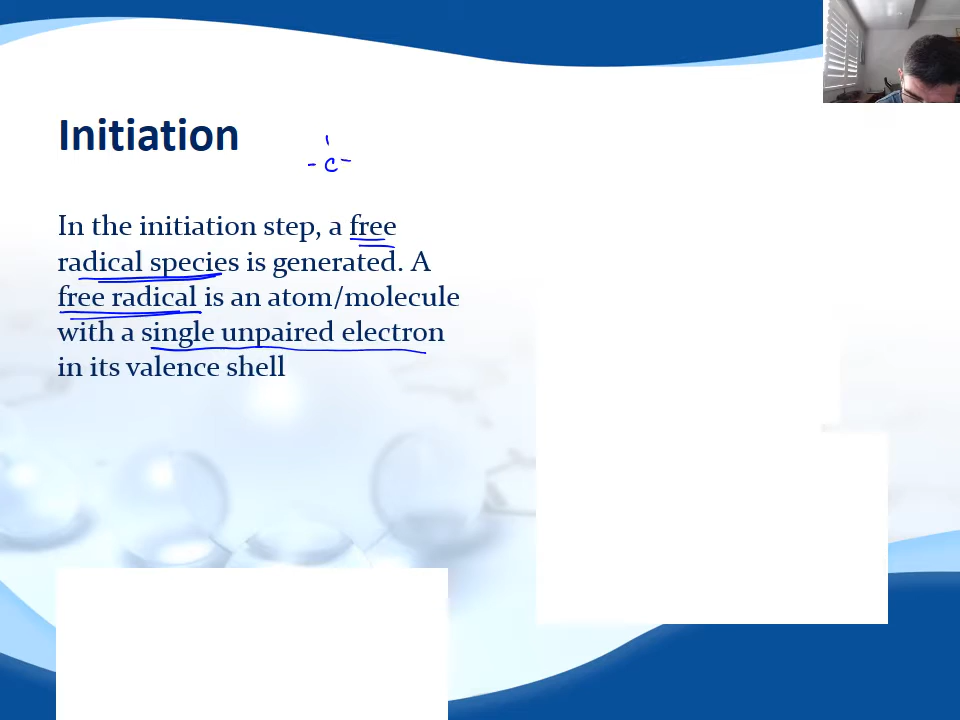 Initiation
- C -
In the initiation step, a free
radical species is generated. A
free radical is an atom/molecule
with a single unpaired electron
in its valence shell